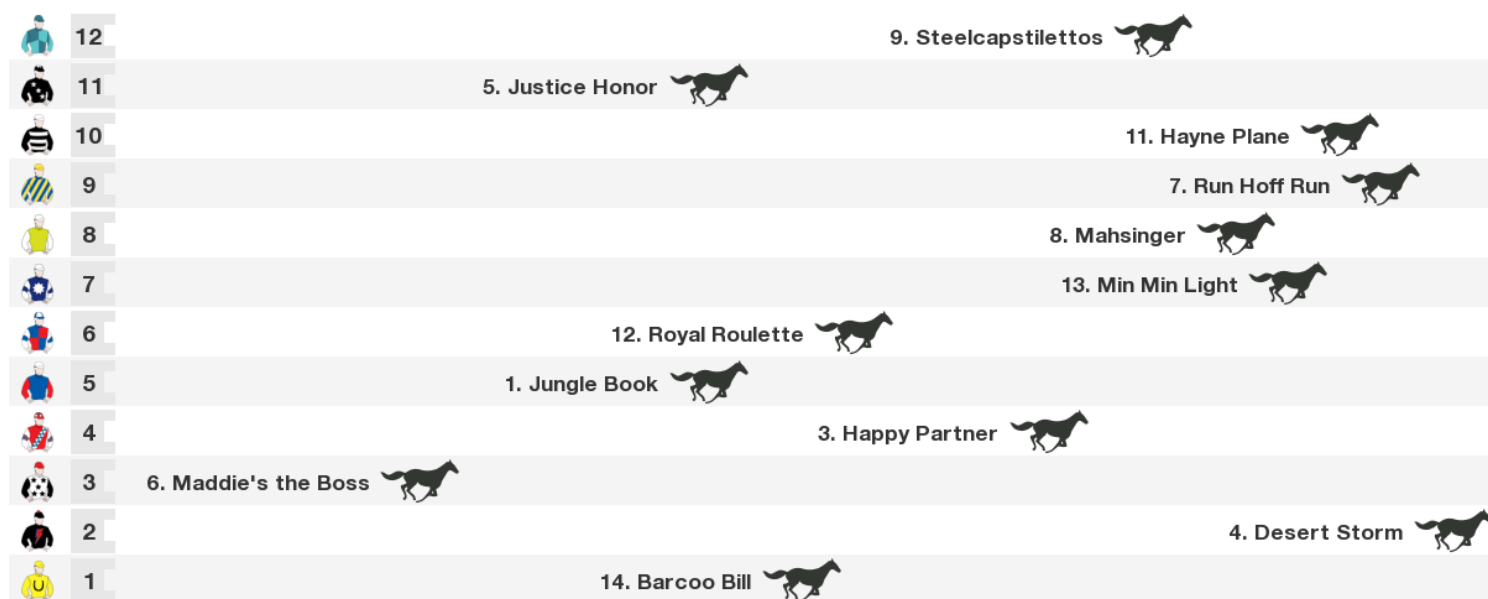 12 9. Steelcapstilettos
11 5. Justice Honor
10 11. Hayne Plane
9 7. Run Hoff Run
8 8. Mahsinger
7 13. Min Min Light
6 12. Royal Roulette
5 1. Jungle Book
4 3. Happy Partner
3 6. Maddie's the Boss
2 4. Desert Storm
1 14. Barcoo Bill